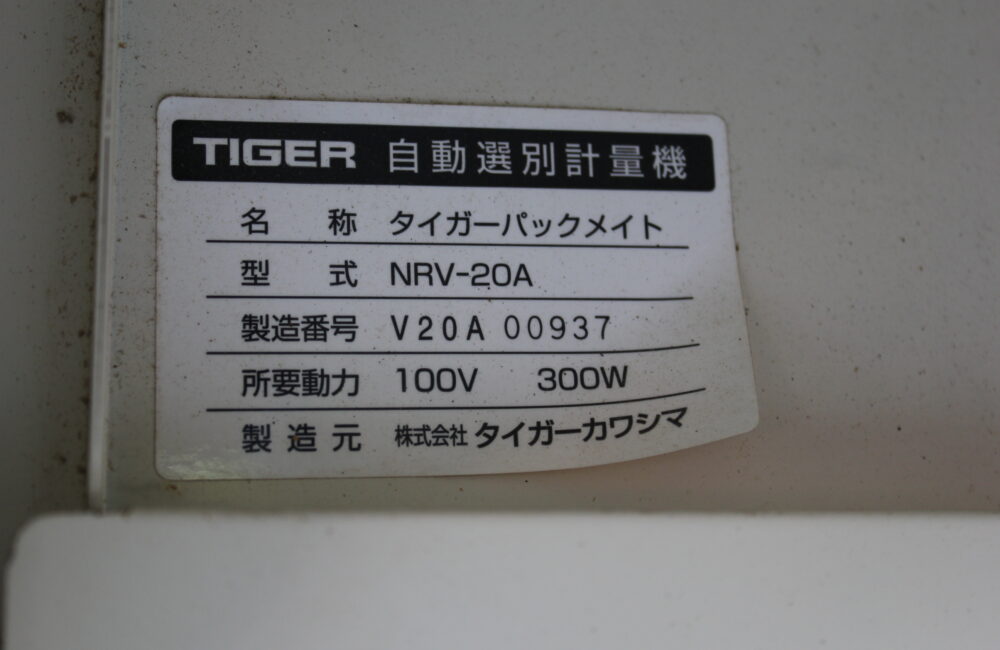 TIGER 自動選別計量機
名 称 タイガーパックメイト
型 式 NRV-20A
製造番号 V20A 00937
所要動力 100V 300W
製造元 株式会社 タイガーカワシマ